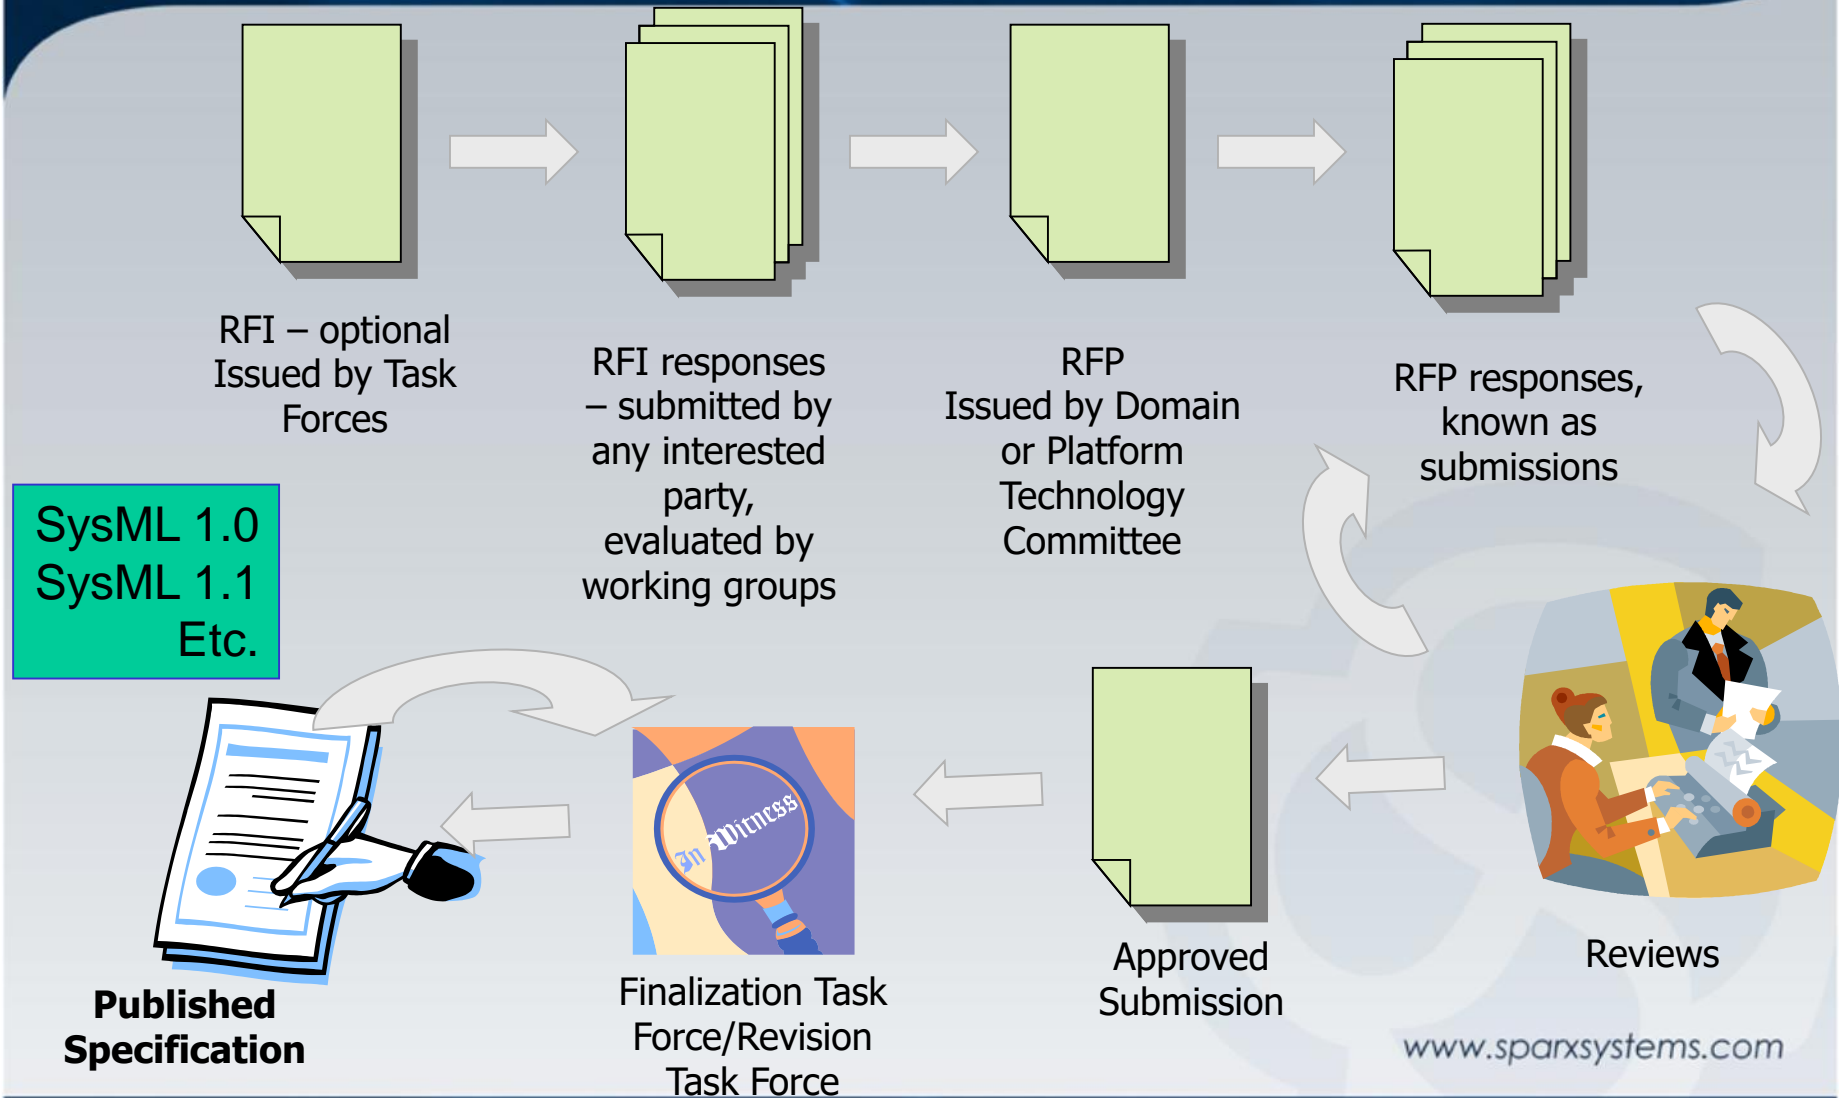 RFI – optional
Issued by Task
Forces
RFI responses
– submitted by
any interested
party,
evaluated by
working groups
RFP
Issued by Domain
or Platform
Technology
Committee
RFP responses,
known as
submissions
SysML 1.0
SysML 1.1
Etc.
Published
Specification
In Witness
Finalization Task
Force/Revision
Task Force
Approved
Submission
Reviews
www.sparxsystems.com